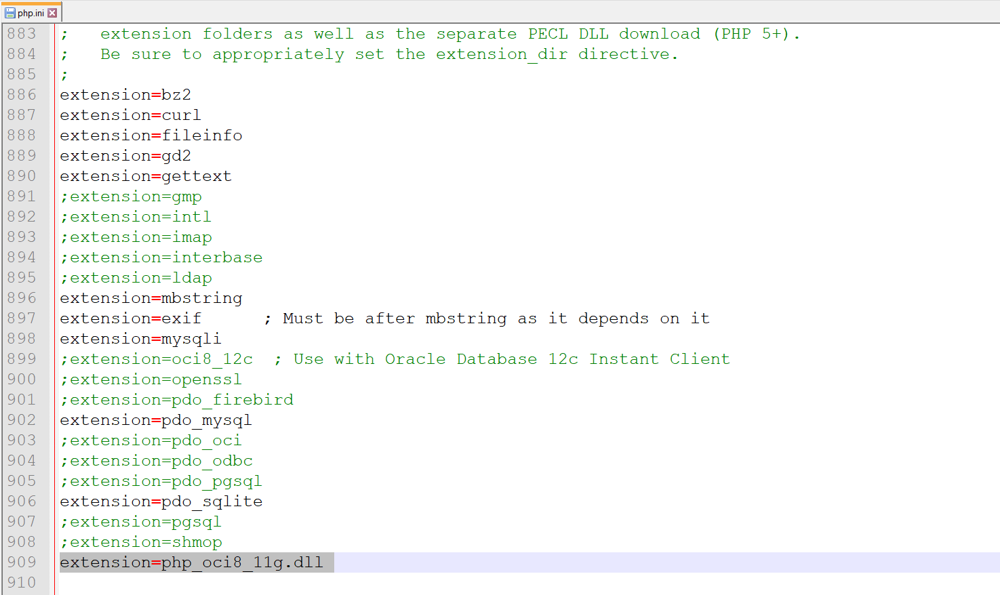 php.ini
883 ;   extension folders as well as the separate PECL DLL download (PHP 5+).
884 ;   Be sure to appropriately set the extension_dir directive.
885 ;
886 extension=bz2
887 extension=curl
888 extension=fileinfo
889 extension=gd2
890 extension=gettext
891 ;extension=gmp
892 ;extension=intl
893 ;extension=imap
894 ;extension=interbase
895 ;extension=ldap
896 extension=mbstring
897 extension=exif      ; Must be after mbstring as it depends on it
898 extension=mysqli
899 ;extension=oci8_12c  ; Use with Oracle Database 12c Instant Client
900 ;extension=openssl
901 ;extension=pdo_firebird
902 extension=pdo_mysql
903 ;extension=pdo_oci
904 ;extension=pdo_odbc
905 ;extension=pdo_pgsql
906 extension=pdo_sqlite
907 ;extension=pgsql
908 ;extension=shmop
909 extension=php_oci8_11g.dll
910